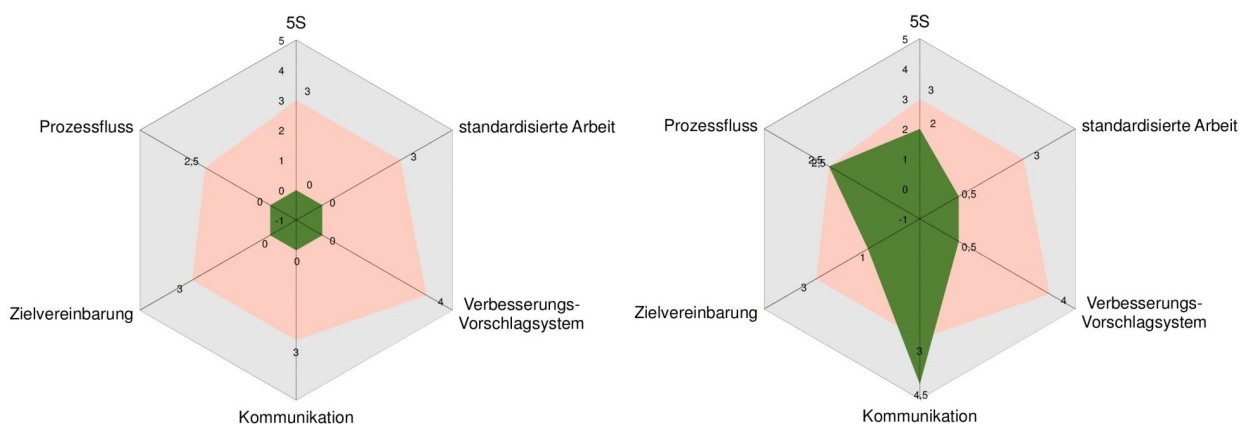 5S
5
4
3
3
2
1
0
0
-1
Prozessfluss
2,5
0
standardisierte Arbeit
3
0
0
0
0
Zielvereinbarung
3
Verbesserungs-
Vorschlagsystem
4
3
Kommunikation
5S
5
4
3
3
2
2
1
0
-1
Prozessfluss
2,5
2,5
standardisierte Arbeit
3
0,5
0,5
1
Zielvereinbarung
3
Verbesserungs-
Vorschlagsystem
4
3
4,5
Kommunikation